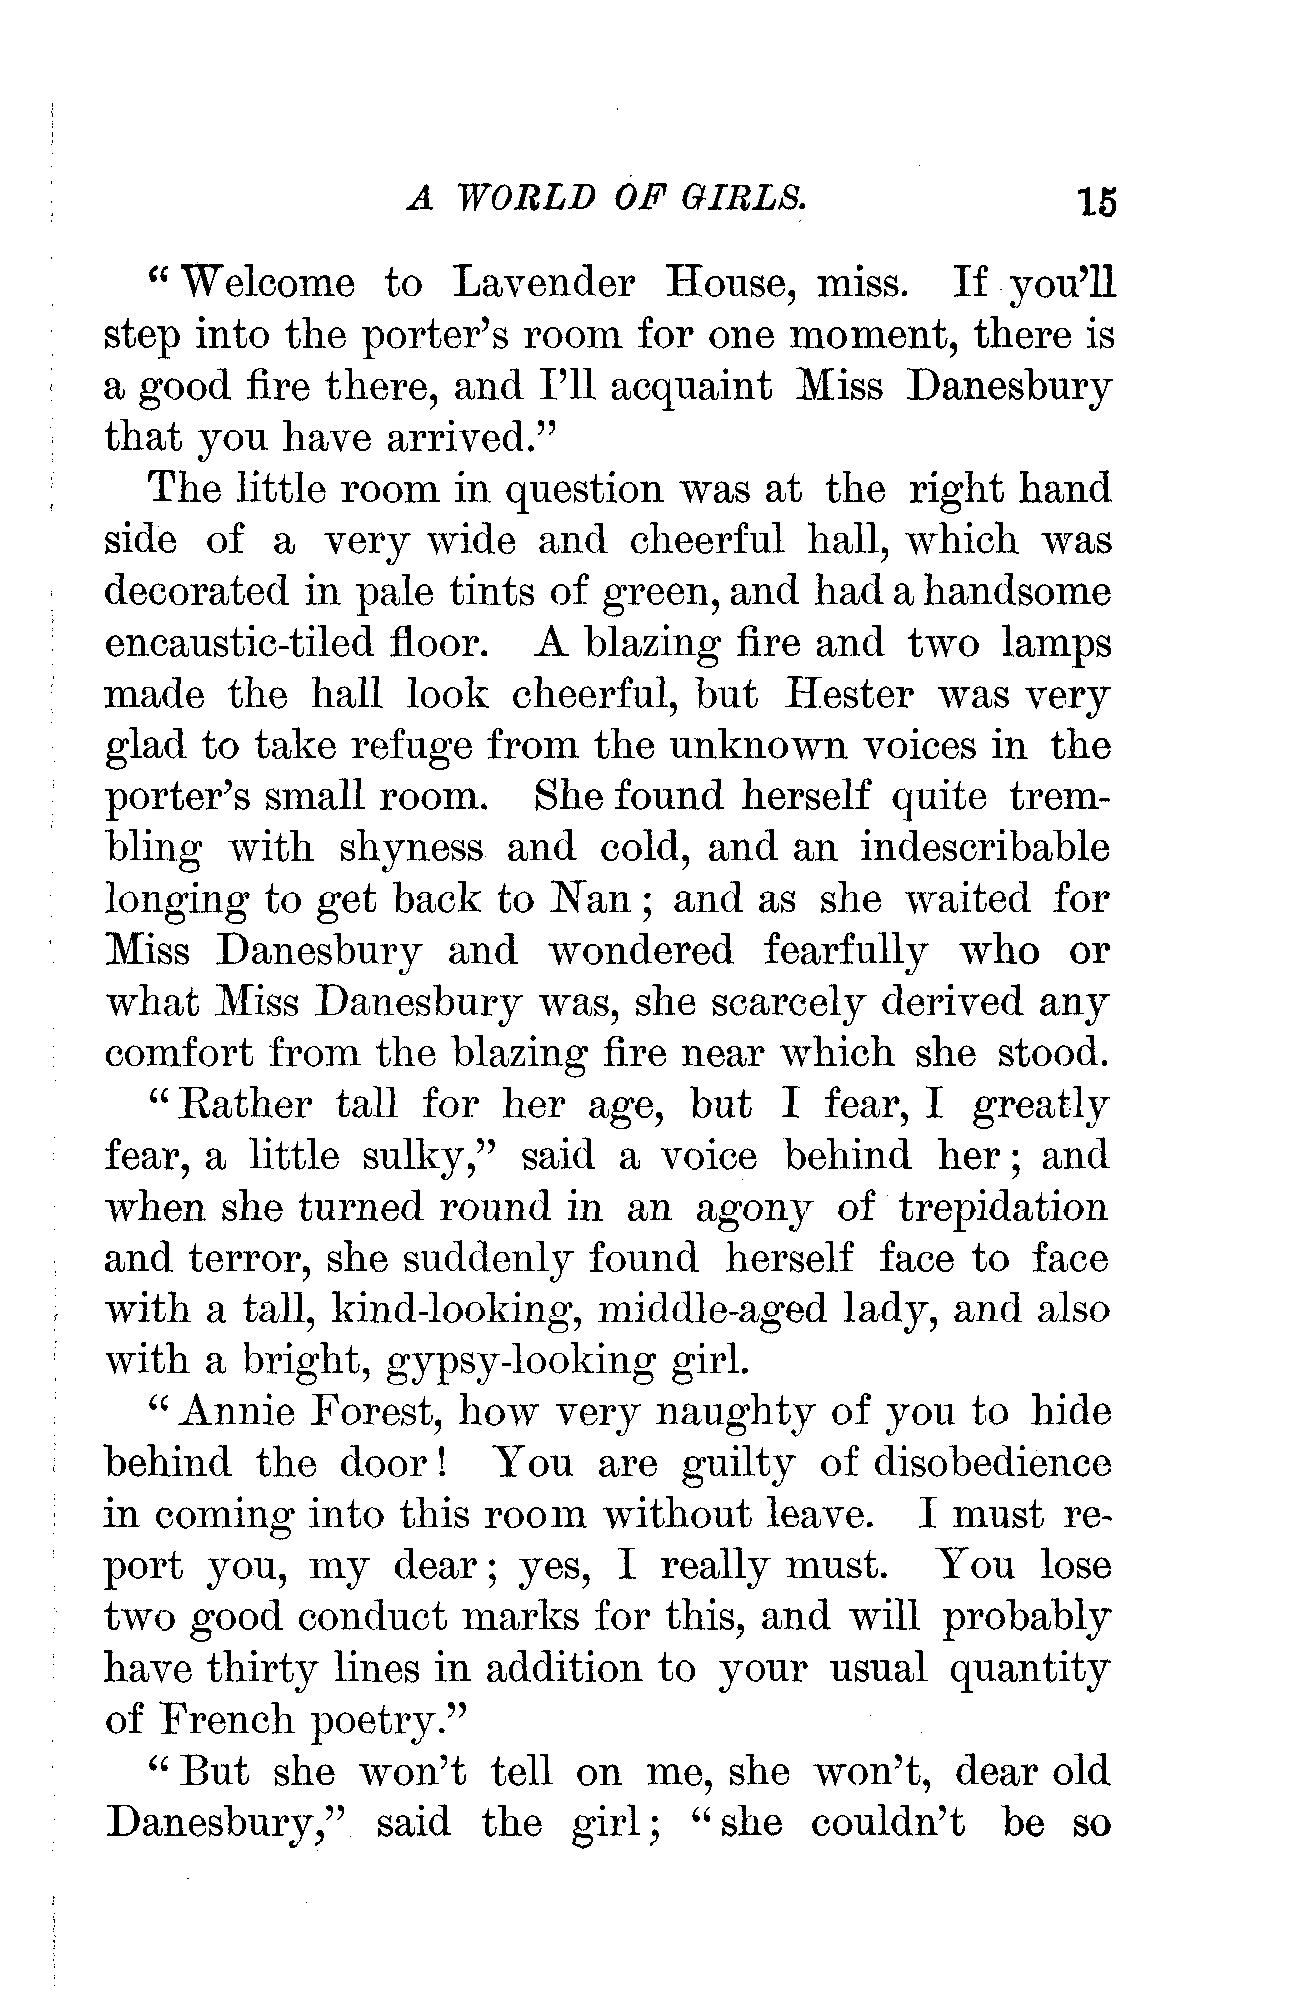 A WORLD OF GIRLS. 15
“Welcome to Lavender House, miss. If you’ll
step into the porter’s room for one moment, there is
a good fire there, and I’ll acquaint Miss Danesbury
that you have arrived.”
The little room in question was at the right hand
side of a very wide and cheerful hall, which was
decorated in pale tints of green, and had a handsome
encaustic-tiled floor. A blazing fire and two lamps
made the hall look cheerful, but Hester was very
glad to take refuge from the unknown voices in the
porter’s small room. She found herself quite trem-
bling with shyness and cold, and an indescribable
longing to get back to Nan; and as she waited for
Miss Danesbury and wondered fearfully who or
what Miss Danesbury was, she scarcely derived any
comfort from the blazing fire near which she stood.
“Rather tall for her age, but I fear, I greatly
fear, a little sulky,” said a voice behind her; and
when she turned round in an agony of trepidation
and terror, she suddenly found herself face to face
with a tall, kind-looking, middle-aged lady, and also
with a bright, gypsy-looking girl.
“Annie Forest, how very naughty of you to hide
behind the door! You are guilty of disobedience
in coming into this room without leave. I must re-
port you, my dear; yes, I really must. You lose
two good conduct marks for this, and will probably
have thirty lines in addition to your usual quantity
of French poetry.”
“But she won’t tell on me, she won’t, dear old
Danesbury,” said the girl; “she couldn’t be so